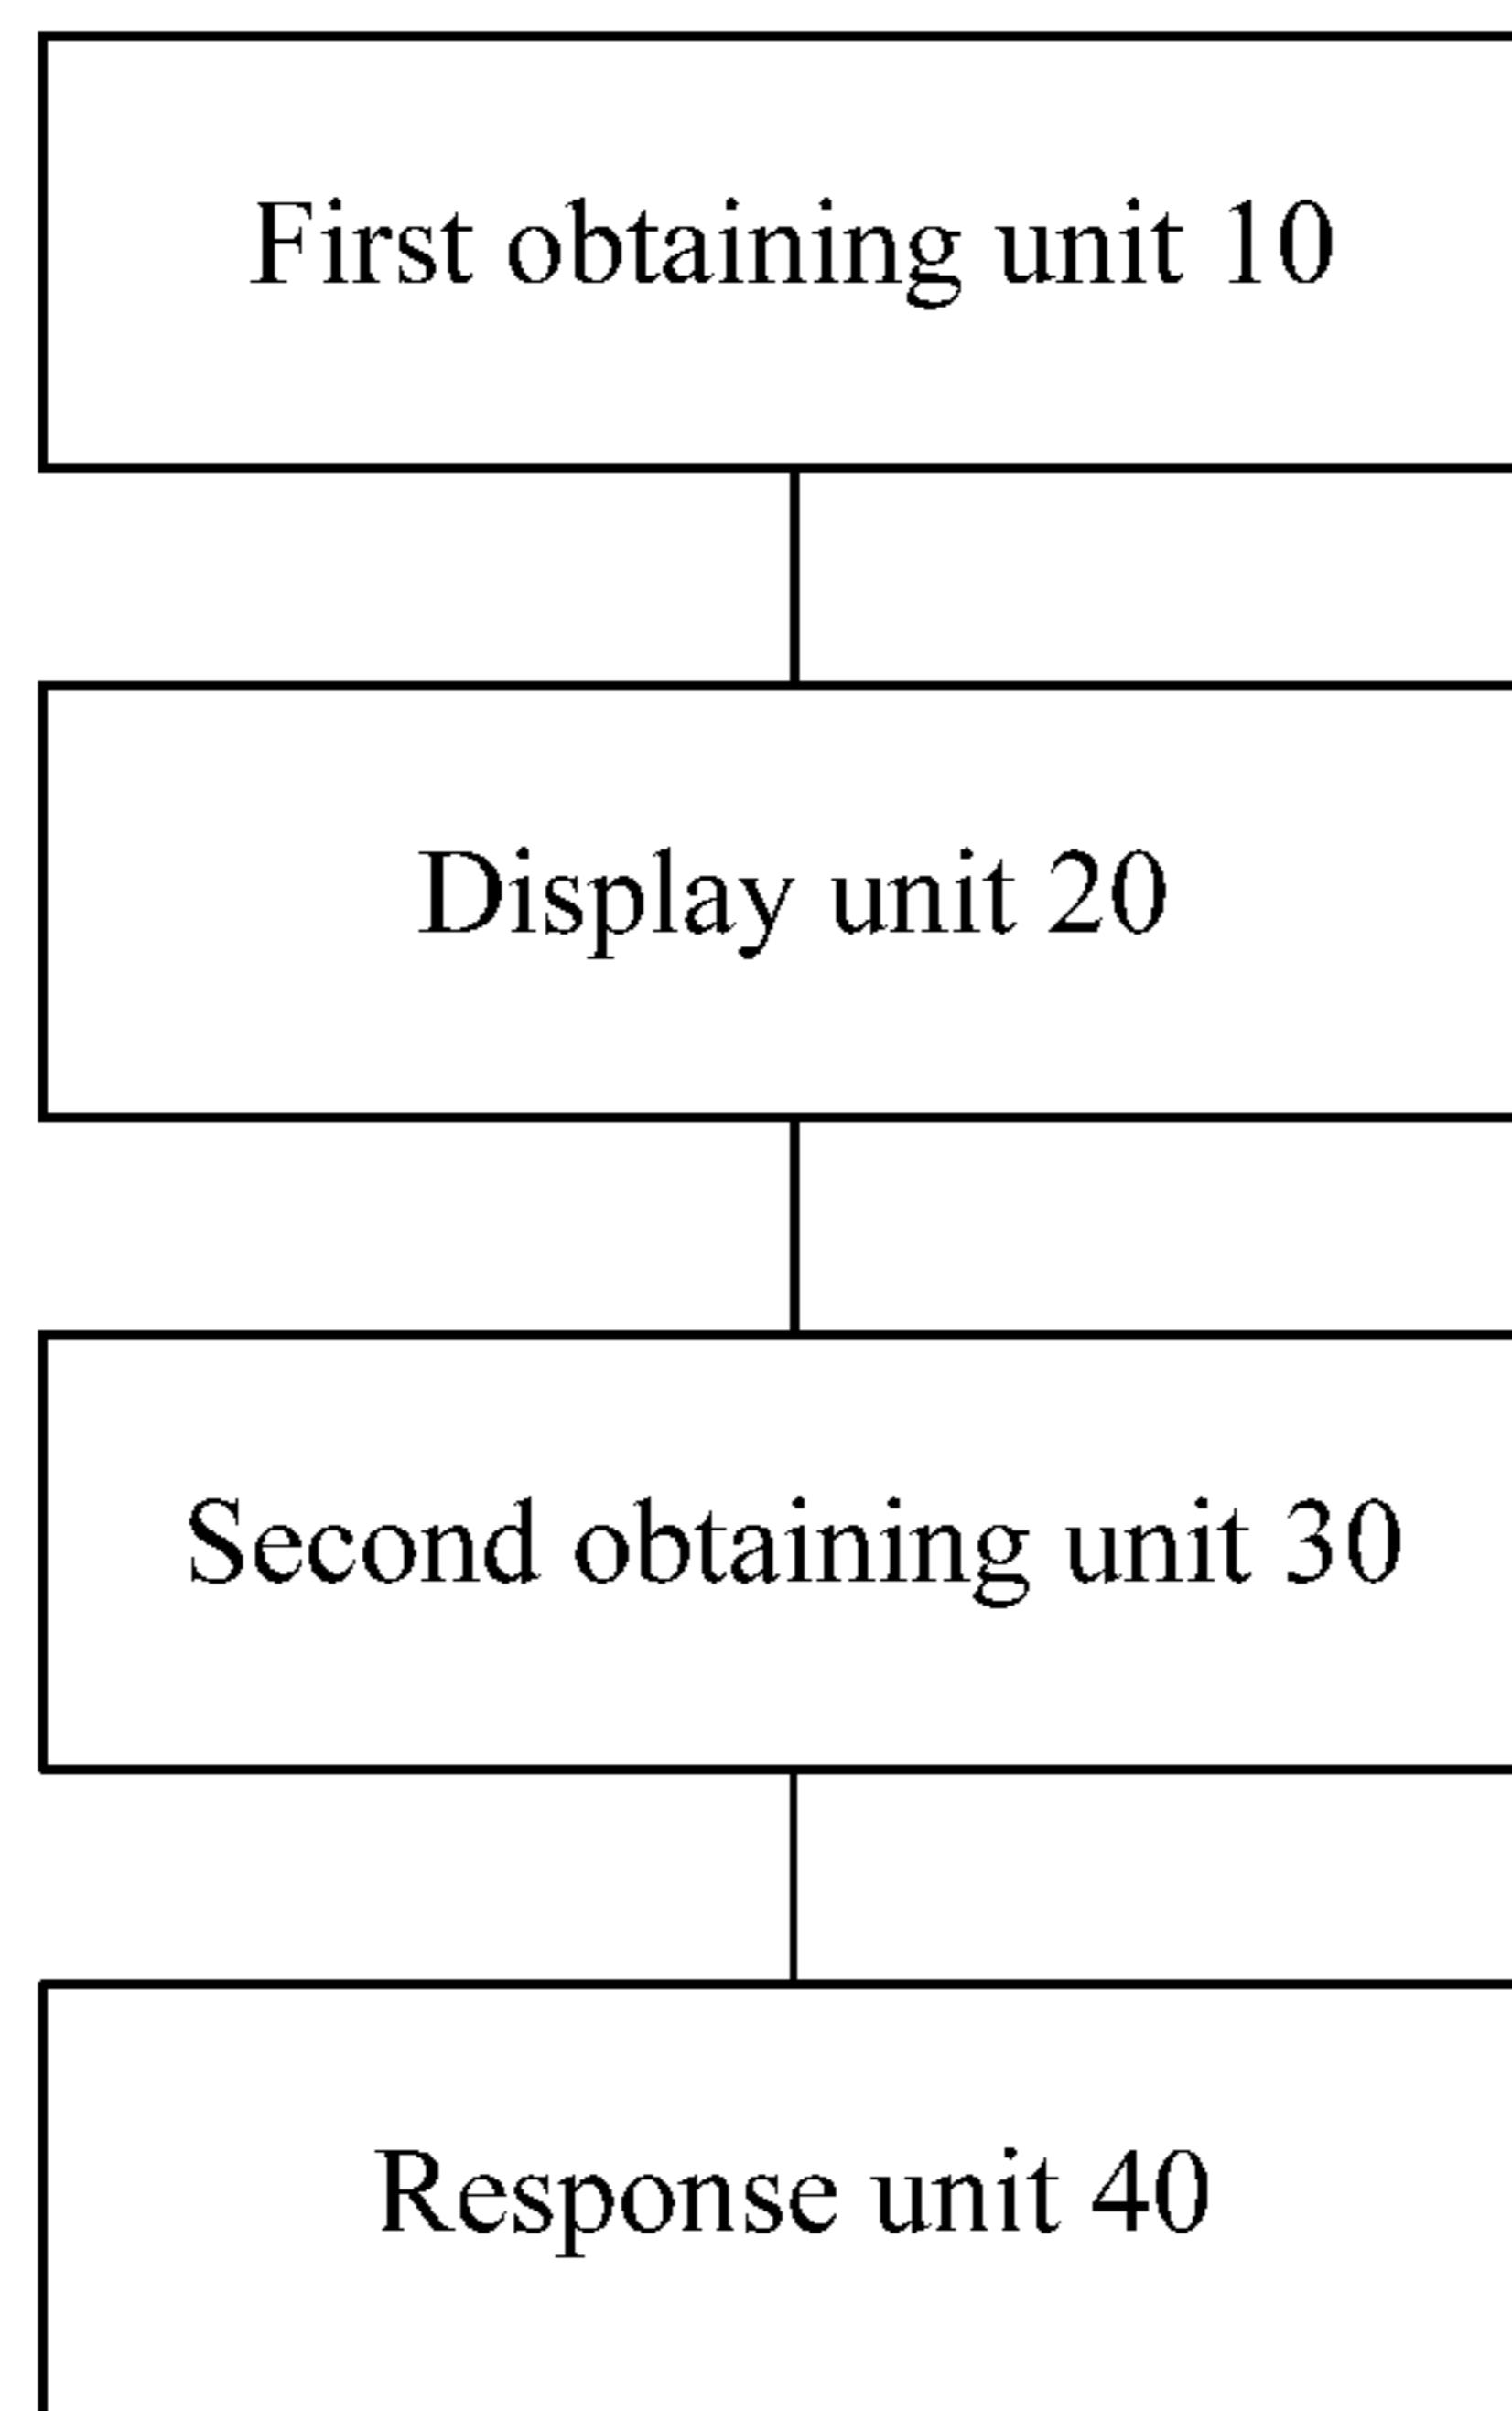 First obtaining unit 10
Display unit 20
Second obtaining unit 30
Response unit 40